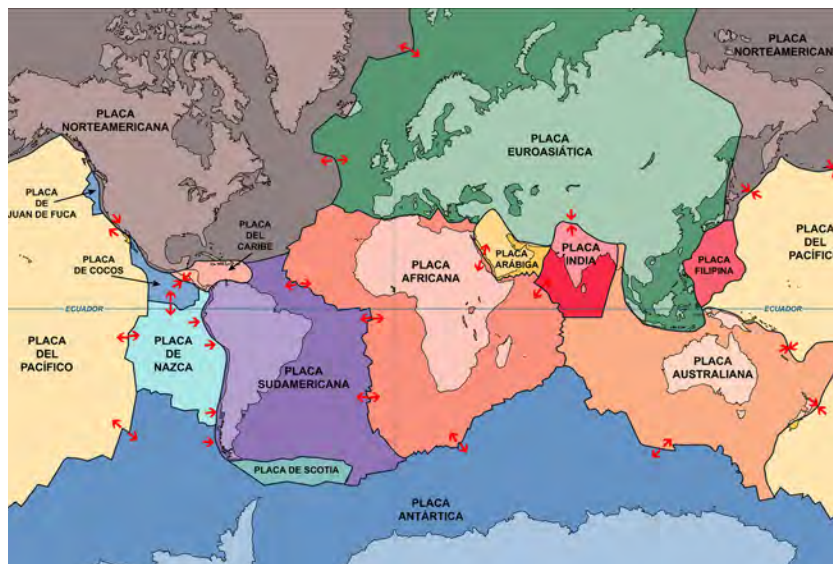 PLACA
NORTEAMERICANA
PLACA
NORTEAMERICANA
PLACA
EUROASIÁTICA
PLACA
DE
JUAN DE FUCA
PLACA
DEL
CARIBE
PLACA
DE COCOS
PLACA
AFRICANA
PLACA
ARÁBIGA
PLACA
INDIA
PLACA
FILIPINA
PLACA
DEL
PACÍFICO
ECUADOR
ECUADOR
PLACA
DEL
PACÍFICO
PLACA
DE
NAZCA
PLACA
SUDAMERICANA
PLACA
AUSTRALIANA
PLACA DE SCOTIA
PLACA
ANTÁRTICA